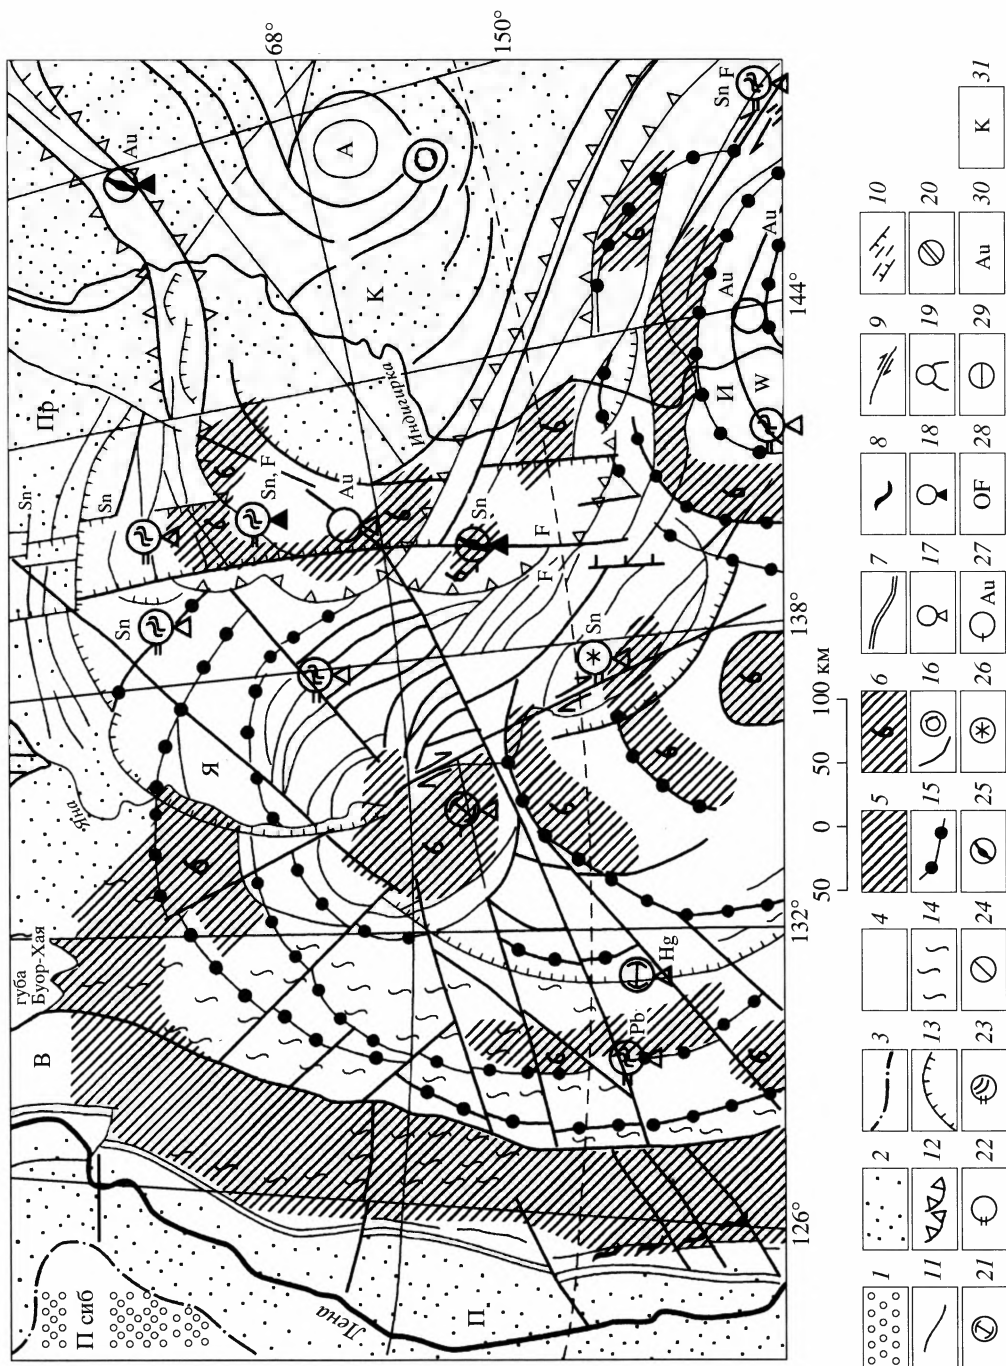 68°
150°
144°
138°
132°
126°
Au
А
К
Sn F
Au
Au
И
W
Индигирка
Пр
Sn
Sn
Sn, F
Au
б
б
б
б
б
Sn
F
F
Sn
Sn
Яна
Я
б
б
б
б
б
б
губа
Буор-Хая
В
Hg
Pb
б
б
П сиб
Лена
П
50 0 50 100 км
1 2 3 4 5 6 7 8 9 10
б
11 12 13 14 15 16 17 18 19 20
21 22 23 24 25 26 27 28 29 30 31
Au OF Au К